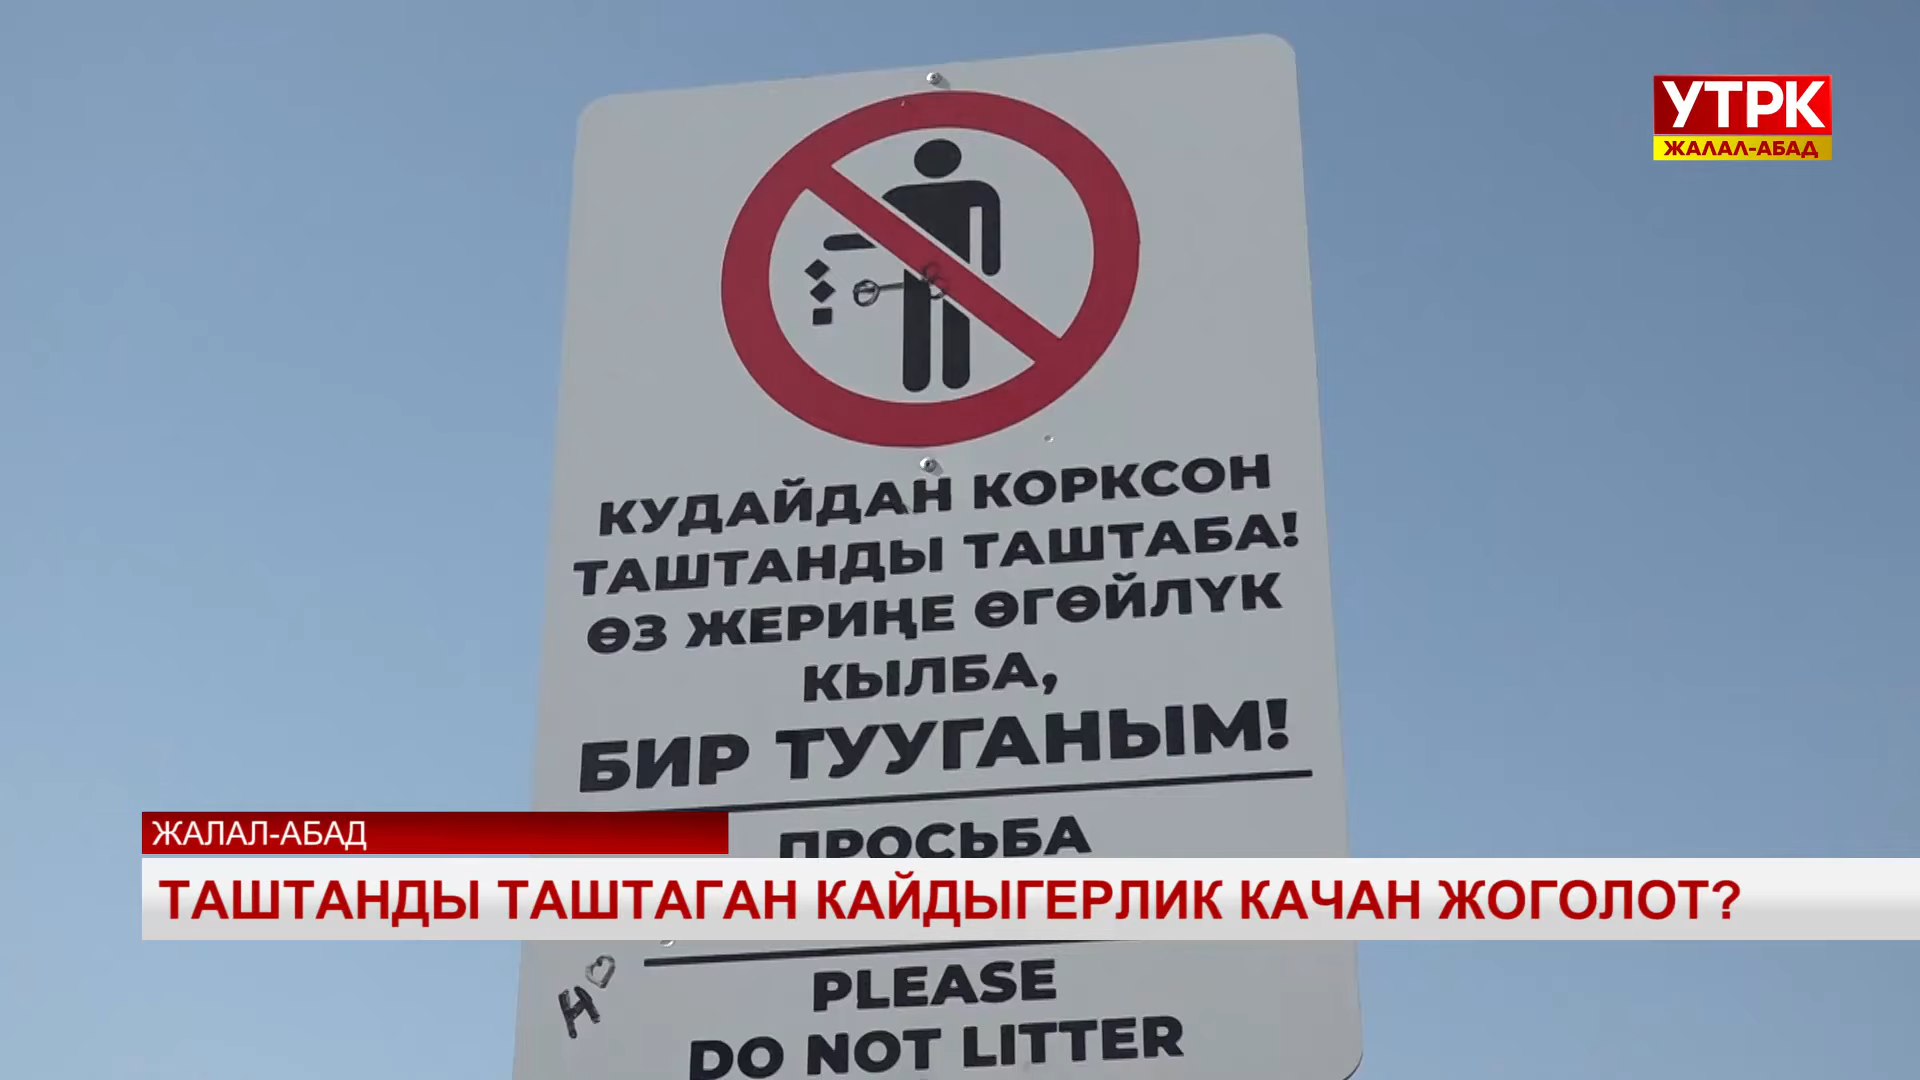 УТРК
ЖАЛАЛ-АБАД
КУДАЙДАН КОРКСОН
ТАШТАНДЫ ТАШТАБА!
ӨЗ ЖЕРИҢЕ ӨГӨЙЛҮК
КЫЛБА,
БИР ТУУГАНЫМ!
ПРОСЬБА
ЖАЛАЛ-АБАД
ТАШТАНДЫ ТАШТАГАН КАЙДЫГЕРЛИК КАЧАН ЖОГОЛОТ?
Н
PLEASE
DO NOT LITTER